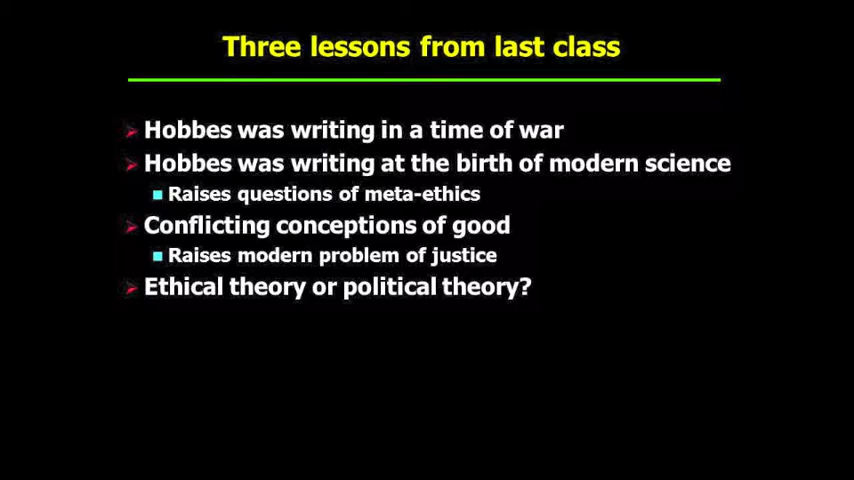 Three lessons from last class
Hobbes was writing in a time of war
Hobbes was writing at the birth of modern science
Raises questions of meta-ethics
Conflicting conceptions of good
Raises modern problem of justice
Ethical theory or political theory?